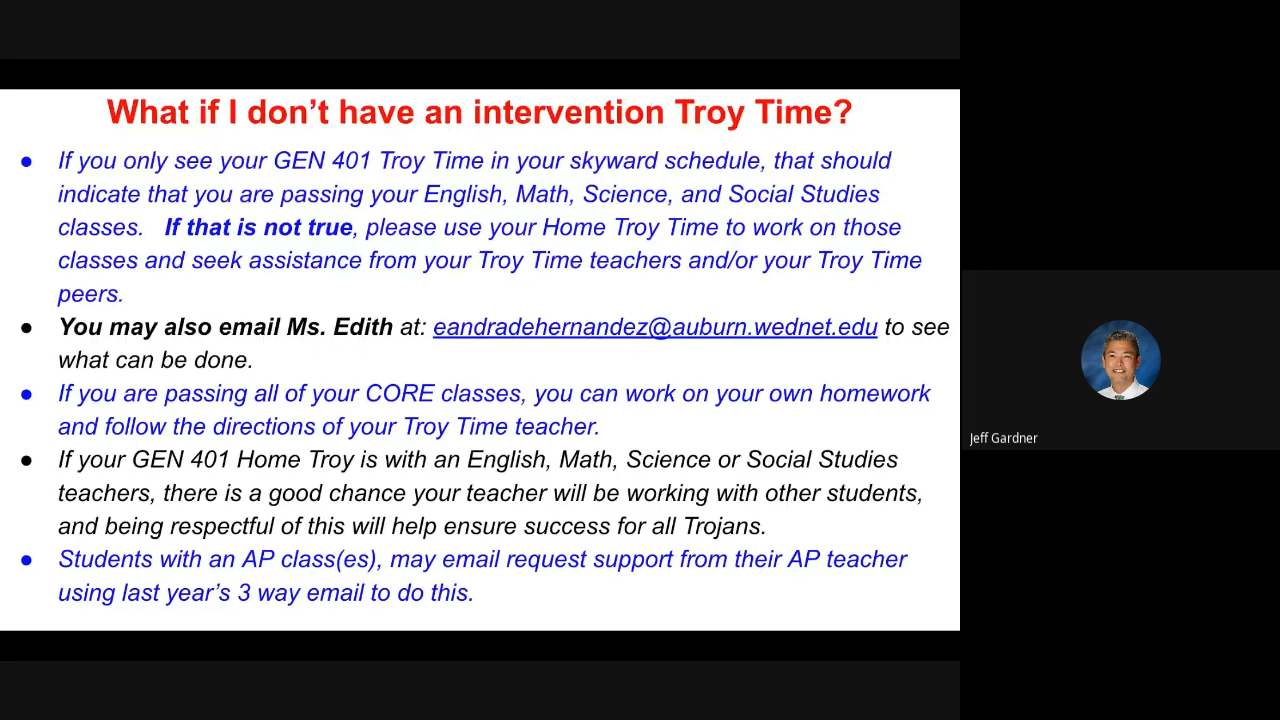 What if I don’t have an intervention Troy Time?
● If you only see your GEN 401 Troy Time in your skyward schedule, that should
indicate that you are passing your English, Math, Science, and Social Studies
classes. If that is not true, please use your Home Troy Time to work on those
classes and seek assistance from your Troy Time teachers and/or your Troy Time
peers.
● You may also email Ms. Edith at: eandradehernandez@auburn.wednet.edu to see
what can be done.
● If you are passing all of your CORE classes, you can work on your own homework
and follow the directions of your Troy Time teacher.
● If your GEN 401 Home Troy is with an English, Math, Science or Social Studies
teachers, there is a good chance your teacher will be working with other students,
and being respectful of this will help ensure success for all Trojans.
● Students with an AP class(es), may email request support from their AP teacher
using last year’s 3 way email to do this.
Jeff Gardner